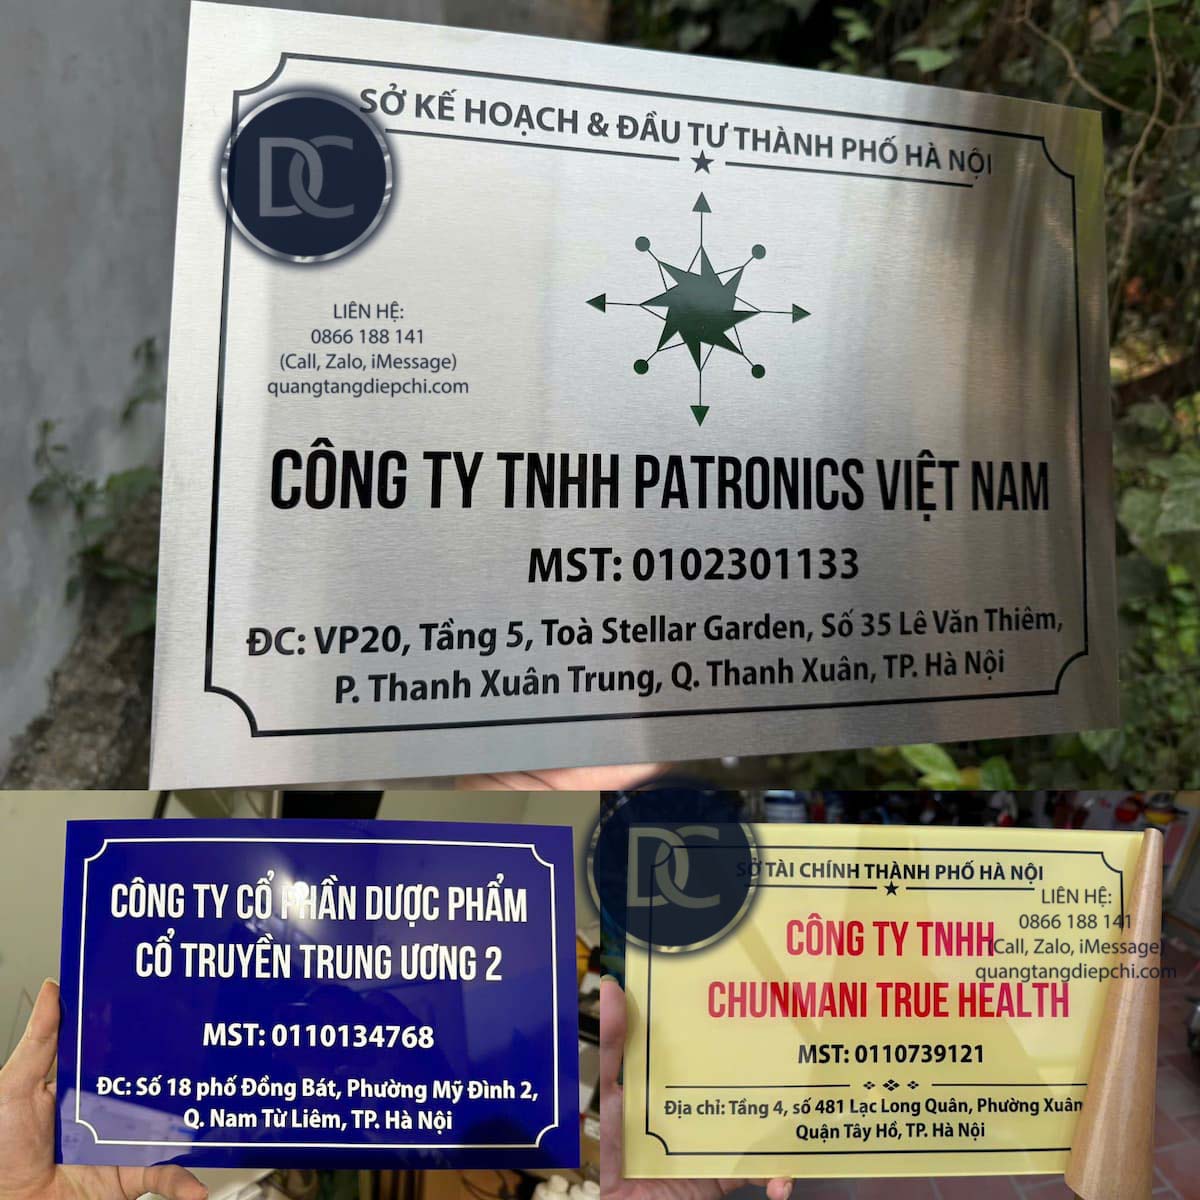 SỞ KẾ HOẠCH & ĐẦU TƯ THÀNH PHỐ HÀ NỘI
DC
LIÊN HỆ:
0866 188 141
(Call, Zalo, iMessage)
quangtangdiepchi.com
CÔNG TY TNHH PATRONICS VIỆT NAM
MST: 0102301133
ĐC: VP20, Tầng 5, Toà Stellar Garden, Số 35 Lê Văn Thiêm,
P. Thanh Xuân Trung, Q. Thanh Xuân, TP. Hà Nội
CÔNG TY CỔ PHẦN DƯỢC PHẨM
CỔ TRUYỀN TRUNG ƯƠNG 2
MST: 0110134768
ĐC: Số 18 phố Đồng Bát, Phường Mỹ Đình 2,
Q. Nam Từ Liêm, TP. Hà Nội
DC
SỞ TÀI CHÍNH THÀNH PHỐ HÀ NỘI
LIÊN HỆ:
0866 188 141
(Call, Zalo, iMessage)
quangtangdiepchi.com
CÔNG TY TNHH
CHUNMANI TRUE HEALTH
MST: 0110739121
Địa chỉ: Tầng 4, số 481 Lạc Long Quân, Phường Xuân
Quận Tây Hồ, TP. Hà Nội